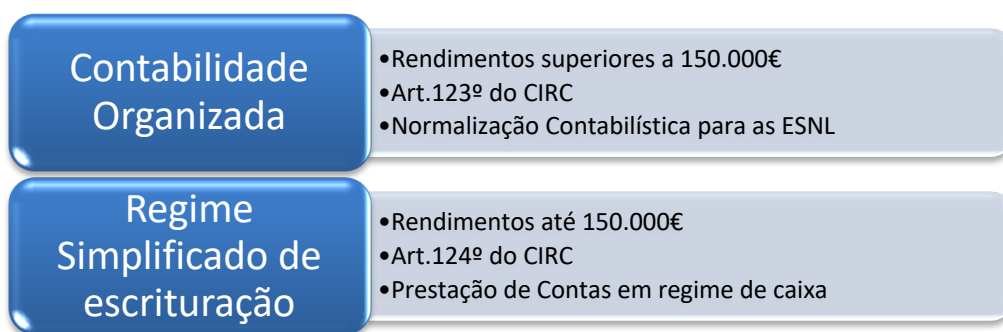 Contabilidade
Organizada
•Rendimentos superiores a 150.000€
•Art.123º do CIRC
•Normalização Contabilística para as ESNL
Regime
Simplificado de
escrituração
•Rendimentos até 150.000€
•Art.124º do CIRC
•Prestação de Contas em regime de caixa